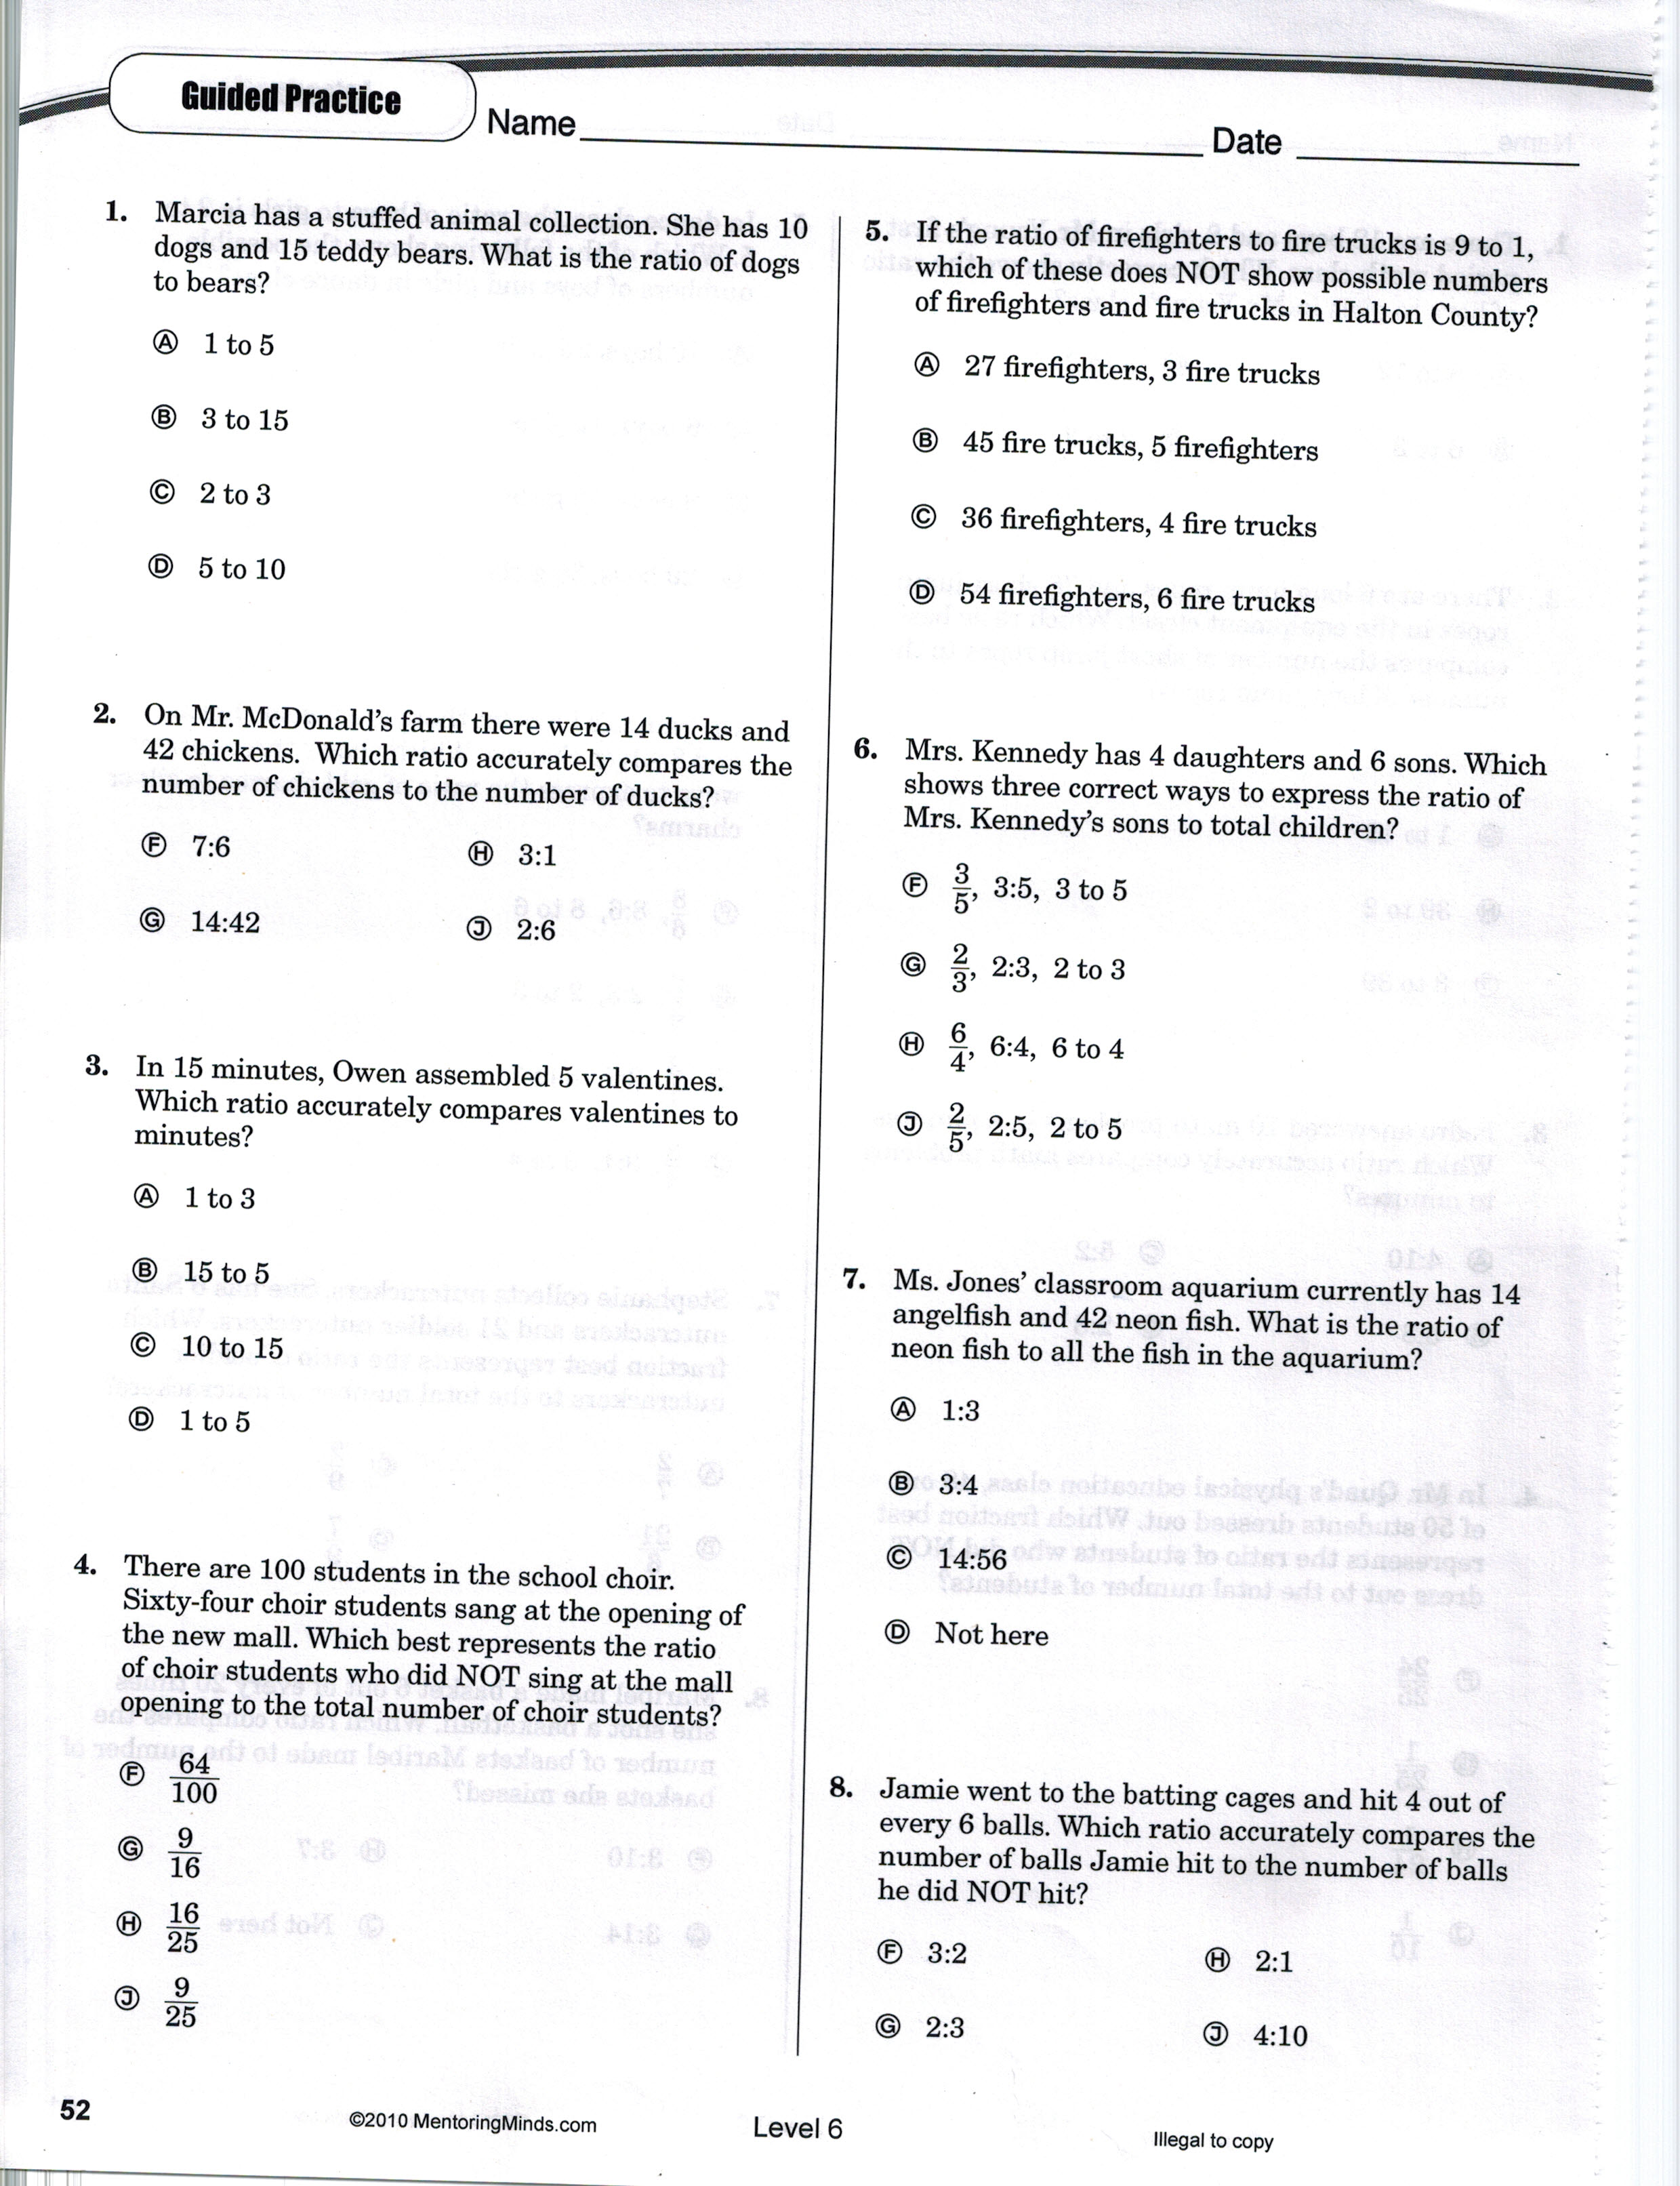 Guided Practice
Name
Date
1. Marcia has a stuffed animal collection. She has 10
dogs and 15 teddy bears. What is the ratio of dogs
to bears?
Ⓐ 1 to 5
Ⓑ 3 to 15
Ⓒ 2 to 3
Ⓓ 5 to 10
2. On Mr. McDonald's farm there were 14 ducks and
42 chickens. Which ratio accurately compares the
number of chickens to the number of ducks?
Ⓕ 7:6 Ⓗ 3:1
Ⓖ 14:42 Ⓙ 2:6
3. In 15 minutes, Owen assembled 5 valentines.
Which ratio accurately compares valentines to
minutes?
Ⓐ 1 to 3
Ⓑ 15 to 5
Ⓒ 10 to 15
Ⓓ 1 to 5
4. There are 100 students in the school choir.
Sixty-four choir students sang at the opening of
the new mall. Which best represents the ratio
of choir students who did NOT sing at the mall
opening to the total number of choir students?
Ⓕ 64/100
Ⓖ 9/16
Ⓗ 16/25
Ⓙ 9/25
5. If the ratio of firefighters to fire trucks is 9 to 1,
which of these does NOT show possible numbers
of firefighters and fire trucks in Halton County?
Ⓐ 27 firefighters, 3 fire trucks
Ⓑ 45 fire trucks, 5 firefighters
Ⓒ 36 firefighters, 4 fire trucks
Ⓓ 54 firefighters, 6 fire trucks
6. Mrs. Kennedy has 4 daughters and 6 sons. Which
shows three correct ways to express the ratio of
Mrs. Kennedy's sons to total children?
Ⓕ 3/5, 3:5, 3 to 5
Ⓖ 2/3, 2:3, 2 to 3
Ⓗ 6/4, 6:4, 6 to 4
Ⓙ 2/5, 2:5, 2 to 5
7. Ms. Jones' classroom aquarium currently has 14
angelfish and 42 neon fish. What is the ratio of
neon fish to all the fish in the aquarium?
Ⓐ 1:3
Ⓑ 3:4
Ⓒ 14:56
Ⓓ Not here
8. Jamie went to the batting cages and hit 4 out of
every 6 balls. Which ratio accurately compares the
number of balls Jamie hit to the number of balls
he did NOT hit?
Ⓕ 3:2 Ⓗ 2:1
Ⓖ 2:3 Ⓙ 4:10
52
©2010 MentoringMinds.com
Level 6
Illegal to copy